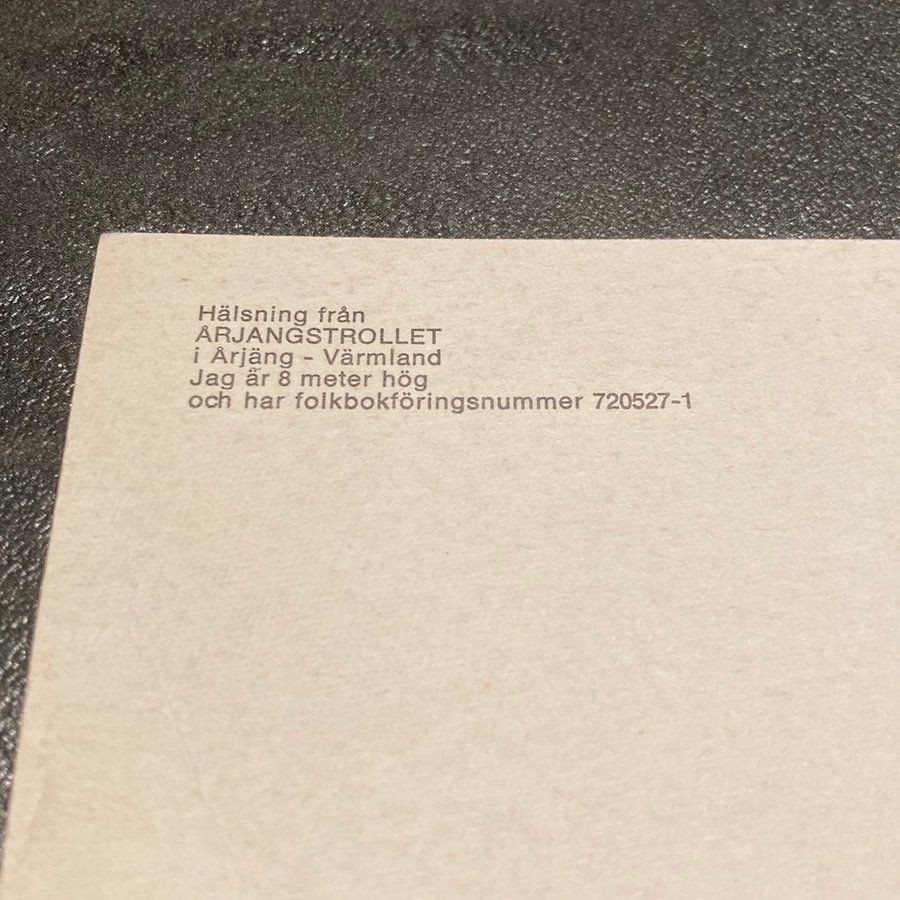 Hälsning från
ÅRJANGSTROLLET
i Årjäng - Värmland
Jag är 8 meter hög
och har folkbokföringsnummer 720527-1